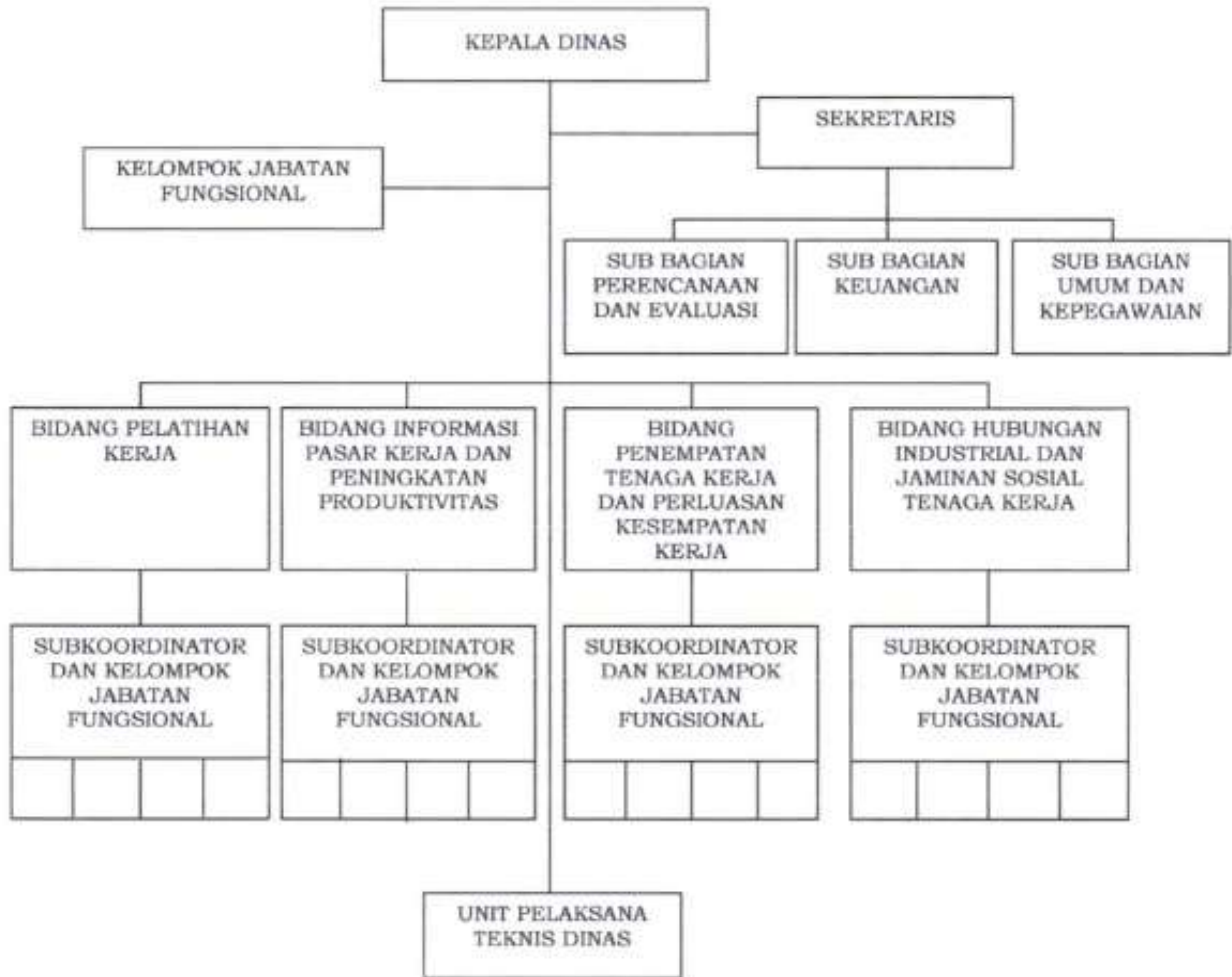 KEPALA DINAS
SEKRETARIS
KELOMPOK JABATAN
FUNGSIONAL
SUB BAGIAN
PERENCANAAN
DAN EVALUASI
SUB BAGIAN
KEUANGAN
SUB BAGIAN
UMUM DAN
KEPEGAWAIAN
BIDANG PELATIHAN
KERJA
BIDANG INFORMASI
PASAR KERJA DAN
PENINGKATAN
PRODUKTIVITAS
BIDANG
PENEMPATAN
TENAGA KERJA
DAN PERLUASAN
KESEMPATAN
KERJA
BIDANG HUBUNGAN
INDUSTRIAL DAN
JAMINAN SOSIAL
TENAGA KERJA
SUBKOORDINATOR
DAN KELOMPOK
JABATAN
FUNGSIONAL
SUBKOORDINATOR
DAN KELOMPOK
JABATAN
FUNGSIONAL
SUBKOORDINATOR
DAN KELOMPOK
JABATAN
FUNGSIONAL
SUBKOORDINATOR
DAN KELOMPOK
JABATAN
FUNGSIONAL
UNIT PELAKSANA
TEKNIS DINAS